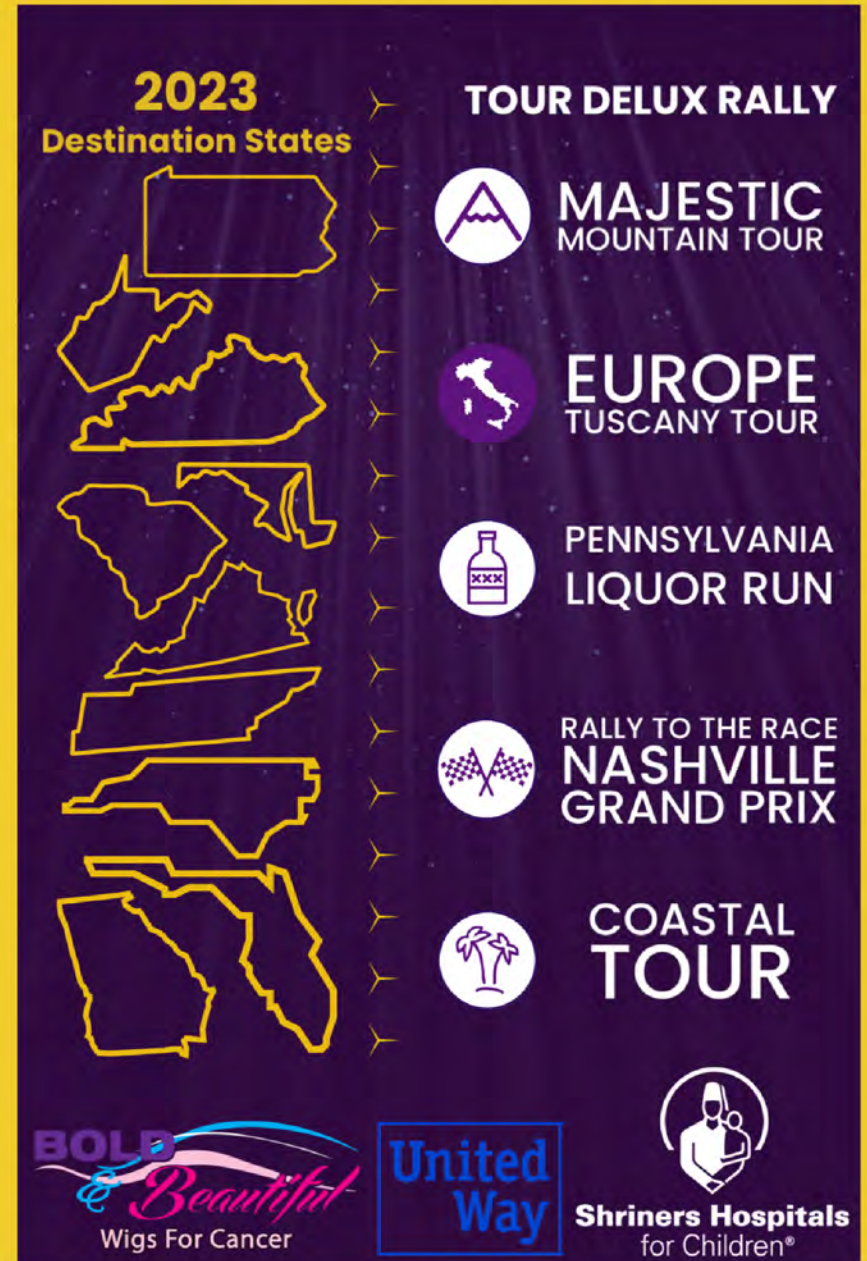 2023
Destination States
TOUR DELUX RALLY
MAJESTIC
MOUNTAIN TOUR
EUROPE
TUSCANY TOUR
XXX
PENNSYLVANIA
LIQUOR RUN
RALLY TO THE RACE
NASHVILLE
GRAND PRIX
COASTAL
TOUR
BOLD
& Beautiful
Wigs For Cancer
United
Way
Shriners Hospitals
for Children®